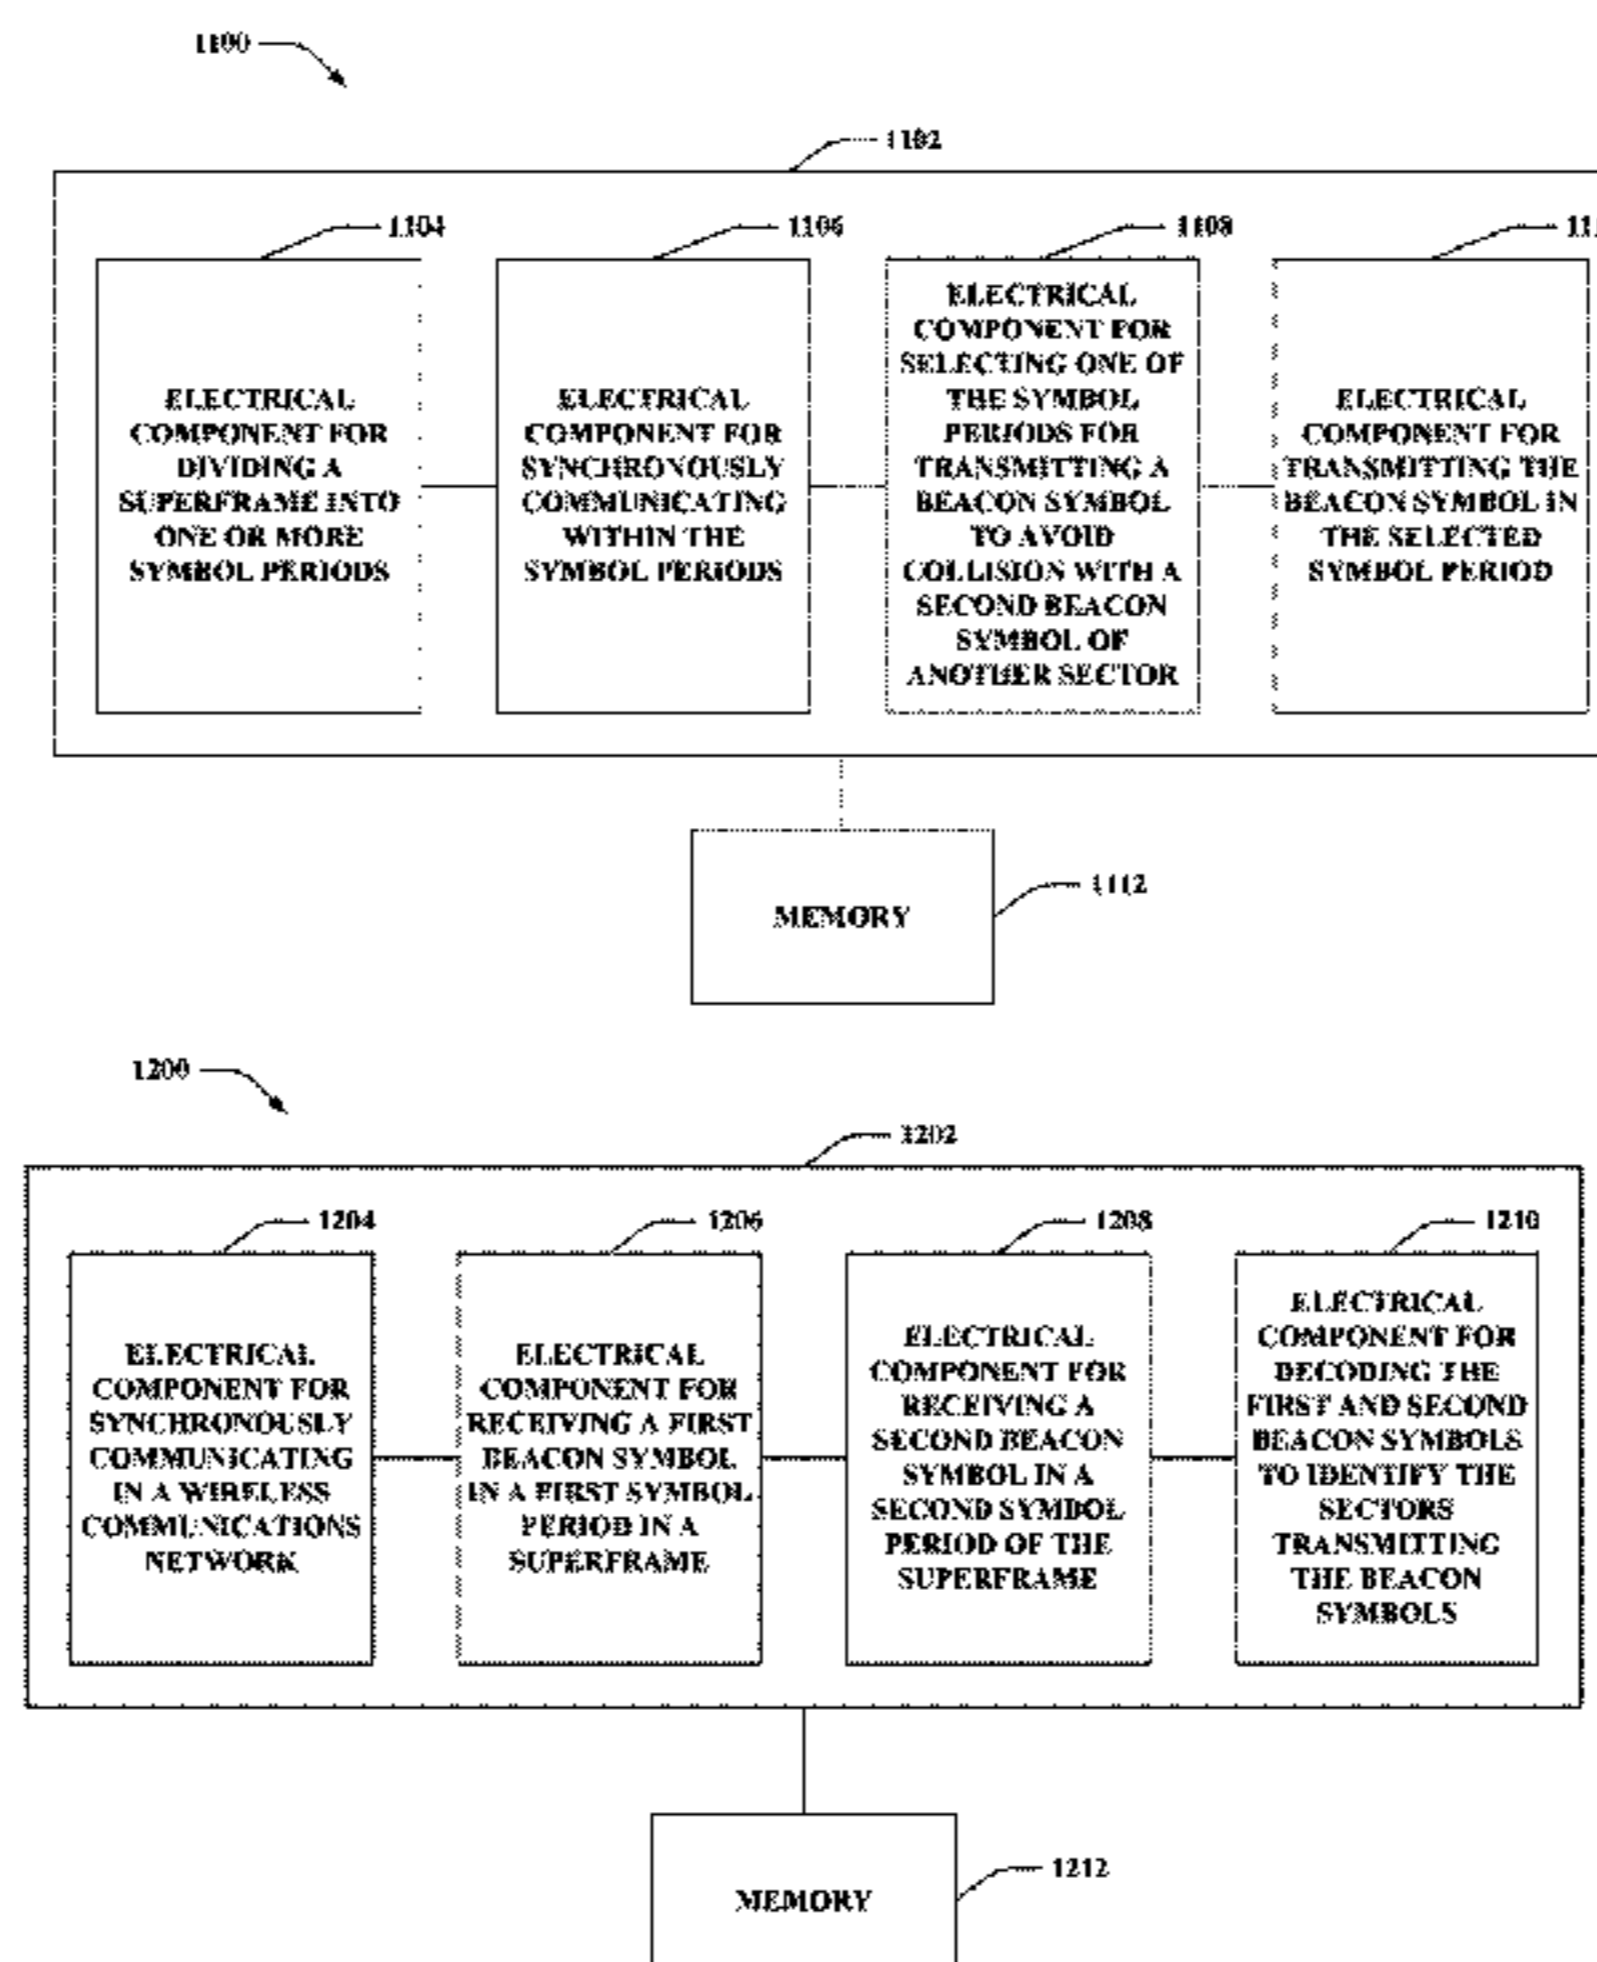 1100
1102
1104
1106
1108
11
ELECTRICAL
COMPONENT FOR
DIVIDING A
SUPERFRAME INTO
ONE OR MORE
SYMBOL PERIODS
ELECTRICAL
COMPONENT FOR
SYNCHRONOUSLY
COMMUNICATING
WITHIN THE
SYMBOL PERIODS
ELECTRICAL
COMPONENT FOR
SELECTING ONE OF
THE SYMBOL
PERIODS FOR
TRANSMITTING A
BEACON SYMBOL
TO AVOID
COLLISION WITH A
SECOND BEACON
SYMBOL OF
ANOTHER SECTOR
ELECTRICAL
COMPONENT FOR
TRANSMITTING THE
BEACON SYMBOL IN
THE SELECTED
SYMBOL PERIOD
MEMORY
1112
1200
1202
1204
1206
1208
1210
ELECTRICAL
COMPONENT FOR
SYNCHRONOUSLY
COMMUNICATING
IN A WIRELESS
COMMUNICATIONS
NETWORK
ELECTRICAL
COMPONENT FOR
RECEIVING A FIRST
BEACON SYMBOL
IN A FIRST SYMBOL
PERIOD IN A
SUPERFRAME
ELECTRICAL
COMPONENT FOR
RECEIVING A
SECOND BEACON
SYMBOL IN A
SECOND SYMBOL
PERIOD OF THE
SUPERFRAME
ELECTRICAL
COMPONENT FOR
DECODING THE
FIRST AND SECOND
BEACON SYMBOLS
TO IDENTIFY THE
SECTORS
TRANSMITTING
THE BEACON
SYMBOLS
MEMORY
1212